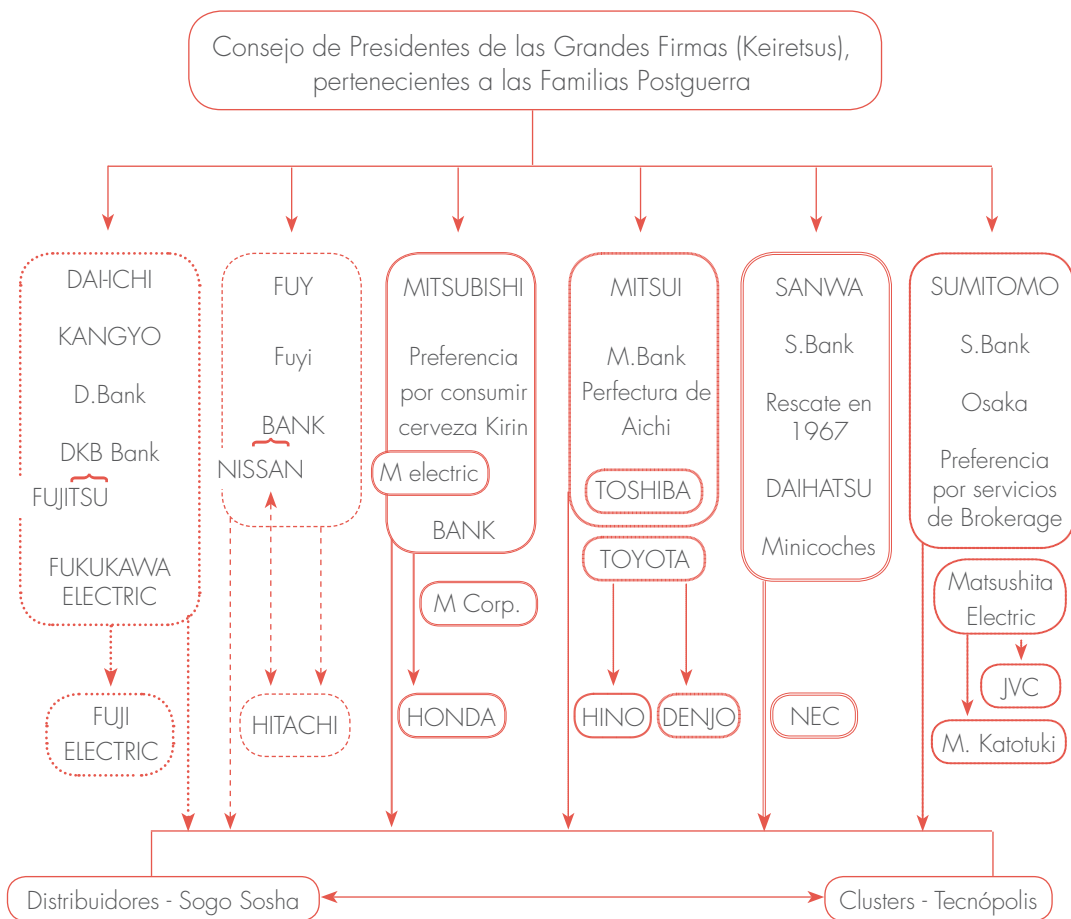 Consejo de Presidentes de las Grandes Firmas (Keiretsus),
pertenecientes a las Familias Postguerra
DAI-ICHI
KANGYO
D.Bank
DKB Bank
FUJITSU
FUKUKAWA
ELECTRIC
FUJI
ELECTRIC
FUY
Fuyi
BANK
NISSAN
HITACHI
MITSUBISHI
Preferencia
por consumir
cerveza Kirin
M electric
BANK
M Corp.
HONDA
MITSUI
M.Bank
Perfectura de
Aichi
TOSHIBA
TOYOTA
HINO
DENJO
SANWA
S.Bank
Rescate en
1967
DAIHATSU
Minicoches
NEC
SUMITOMO
S.Bank
Osaka
Preferencia
por servicios
de Brokerage
Matsushita
Electric
JVC
M. Katotuki
Distribuidores - Sogo Sosha
Clusters - Tecnópolis